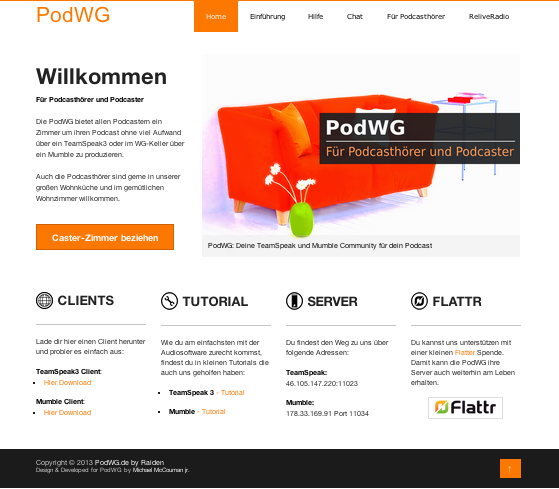 PodWG
Home Einführung Hilfe Chat Für Podcasthörer ReliveRadio
Willkommen
Für Podcasthörer und Podcaster
Die PodWG bietet allen Podcastern ein
Zimmer um ihren Podcast ohne viel Aufwand
über ein TeamSpeak3 oder im WG-Keller über
ein Mumble zu produzieren.
Auch die Podcasthörer sind gerne in unserer
großen Wohnküche und im gemütlichen
Wohnzimmer willkommen.
Caster-Zimmer beziehen
PodWG
Für Podcasthörer und Podcaster
PodWG: Deine TeamSpeak und Mumble Community für dein Podcast
CLIENTS
Lade dir hier einen Client herunter
und probier es einfach aus:
TeamSpeak3 Client:
Hier Download
Mumble Client:
Hier Download
TUTORIAL
Wie du am einfachsten mit der
Audiosoftware zurecht kommst,
findest du in kleinen Tutorials die
auch uns geholfen haben:
TeamSpeak 3 - Tutorial
Mumble - Tutorial
SERVER
Du findest den Weg zu uns über
folgende Adressen:
TeamSpeak:
46.105.147.220:11023
Mumble:
178.33.169.91 Port 11034
FLATTR
Du kannst uns unterstützen mit
einer kleinen Flatter Spende.
Damit kann die PodWG ihre
Server auch weiterhin am Leben
erhalten.
Flattr
Copyright © 2013 PodWG.de by Raiden
Design & Developed for PodWG by Michael McCouman jr.
↑